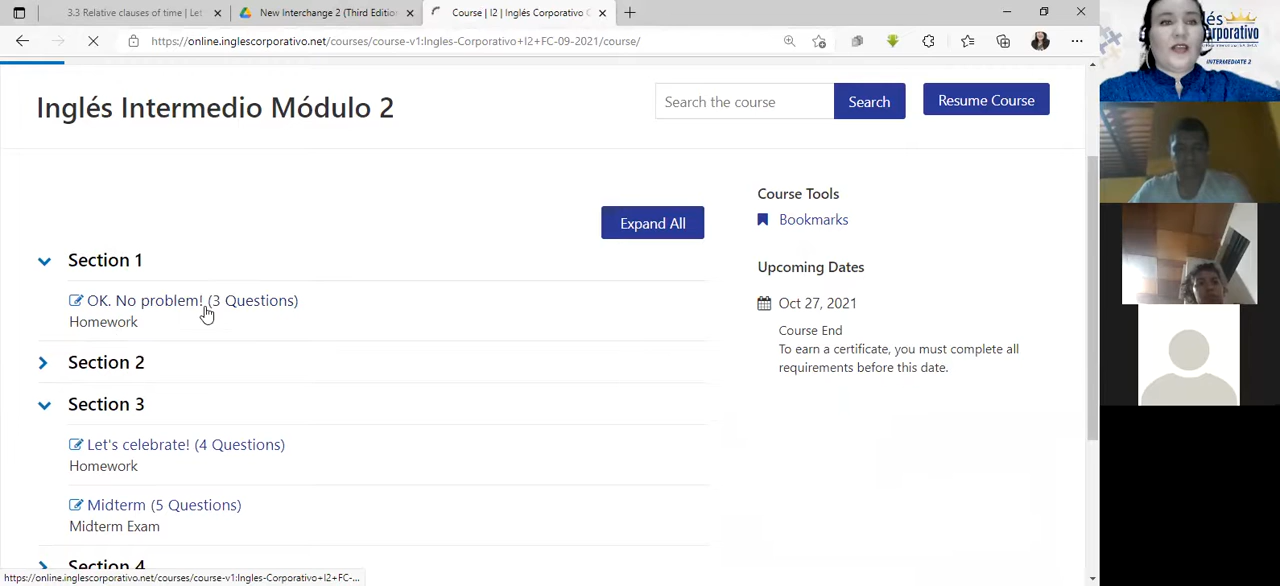 3.3 Relative clauses of time | Let
New Interchange 2 (Third Editio
Course | I2 | Inglés Corporativo C
https://online.inglescorporativo.net/courses/course-v1:Ingles-Corporativo+I2+FC-09-2021/course/
Inglés Intermedio Módulo 2
Search the course
Search
Resume Course
Expand All
Section 1
OK. No problem! (3 Questions)
Homework
Section 2
Section 3
Let's celebrate! (4 Questions)
Homework
Midterm (5 Questions)
Midterm Exam
Section 4
Course Tools
Bookmarks
Upcoming Dates
Oct 27, 2021
Course End
To earn a certificate, you must complete all
requirements before this date.
https://online.inglescorporativo.net/courses/course-v1:Ingles-Corporativo+I2+FC-...
INTERMEDIATE 2